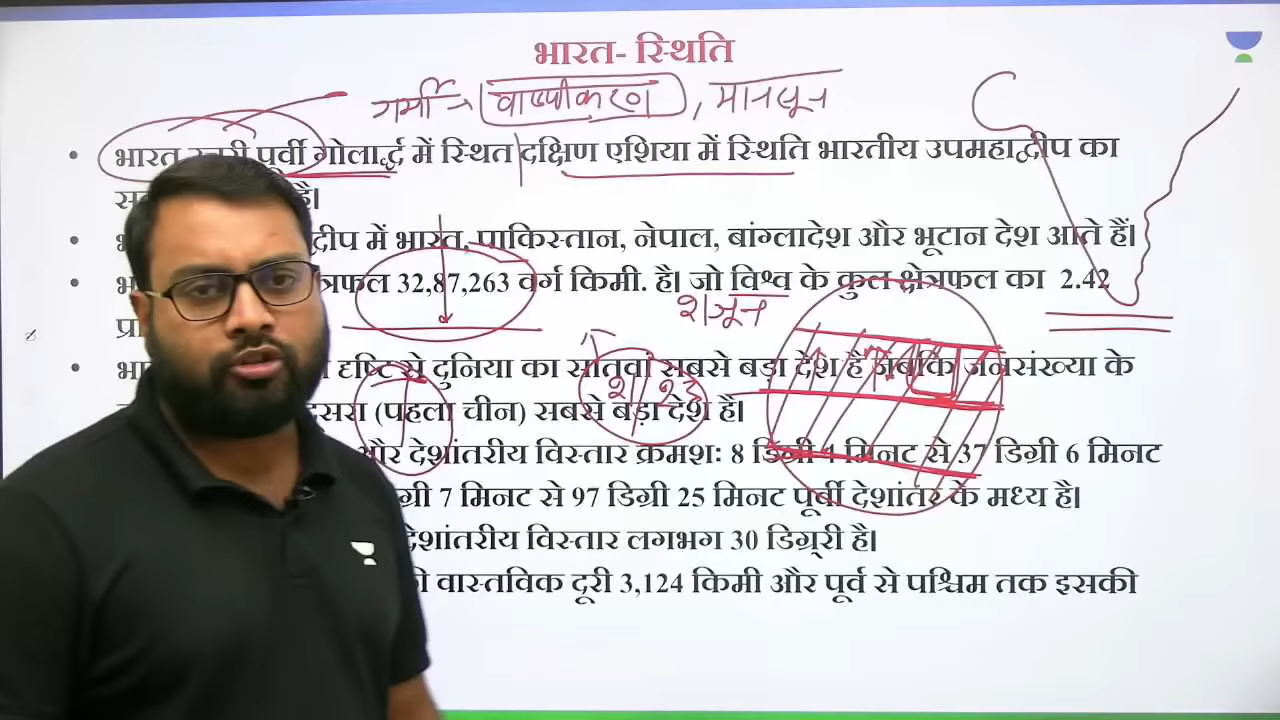 भारत- स्थिति
गर्मी → वाष्पीकरण, मानसून
भारत उत्तरी पूर्वी गोलार्द्ध में स्थित दक्षिण एशिया में स्थिति भारतीय उपमहाद्वीप का
है।
द्वीप में भारत, पाकिस्तान, नेपाल, बांग्लादेश और भूटान देश आते हैं।
त्रफल 32,87,263 वर्ग किमी. है। जो विश्व के कुल क्षेत्रफल का 2.42
२१ जून
दृष्टि से दुनिया का सातवां सबसे बड़ा देश है जबकि जनसंख्या के
दूसरा (पहला चीन) सबसे बड़ा देश है।
और देशांतरीय विस्तार क्रमशः 8 डिग्री 4 मिनट से 37 डिग्री 6 मिनट
ग्री 7 मिनट से 97 डिग्री 25 मिनट पूर्बी देशांतर के मध्य है।
देशांतरीय विस्तार लगभग 30 डिग्र्री है।
वास्तविक दूरी 3,124 किमी और पूर्व से पश्चिम तक इसकी